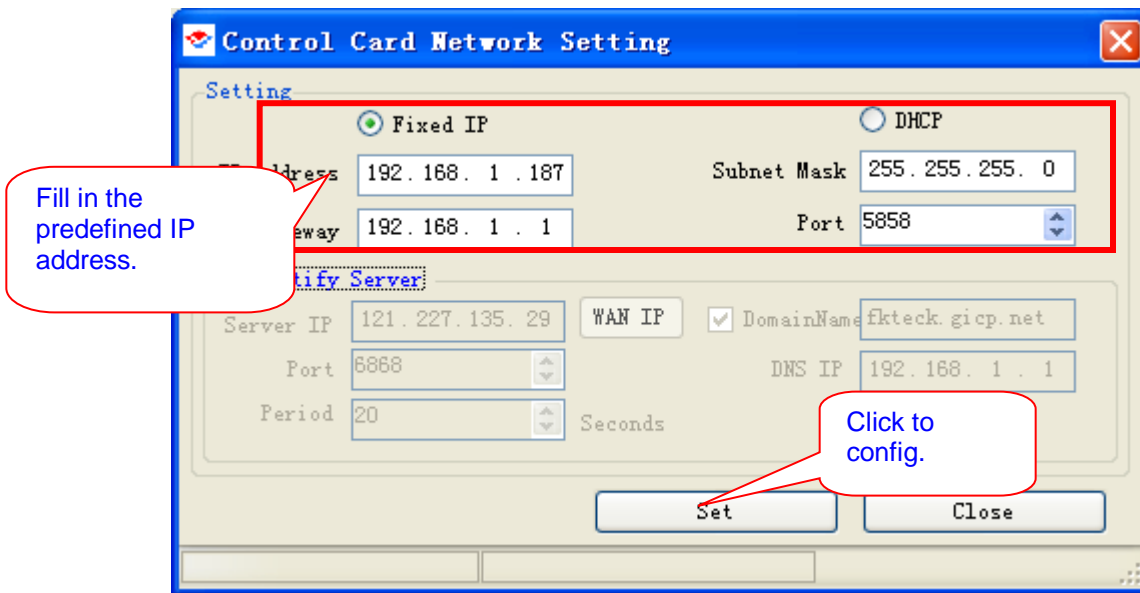 Control Card Network Setting
Setting
Fixed IP
DHCP
ddress 192.168. 1 .187 Subnet Mask 255.255.255. 0
eway 192.168. 1 . 1 Port 5858
Fill in the
predefined IP
address.
tify Server
Server IP 121.227.135. 29 WAN IP DomainName fkteck.gicp.net
Port 6868 DNS IP 192.168. 1 . 1
Period 20 Seconds
Click to
config.
Set Close